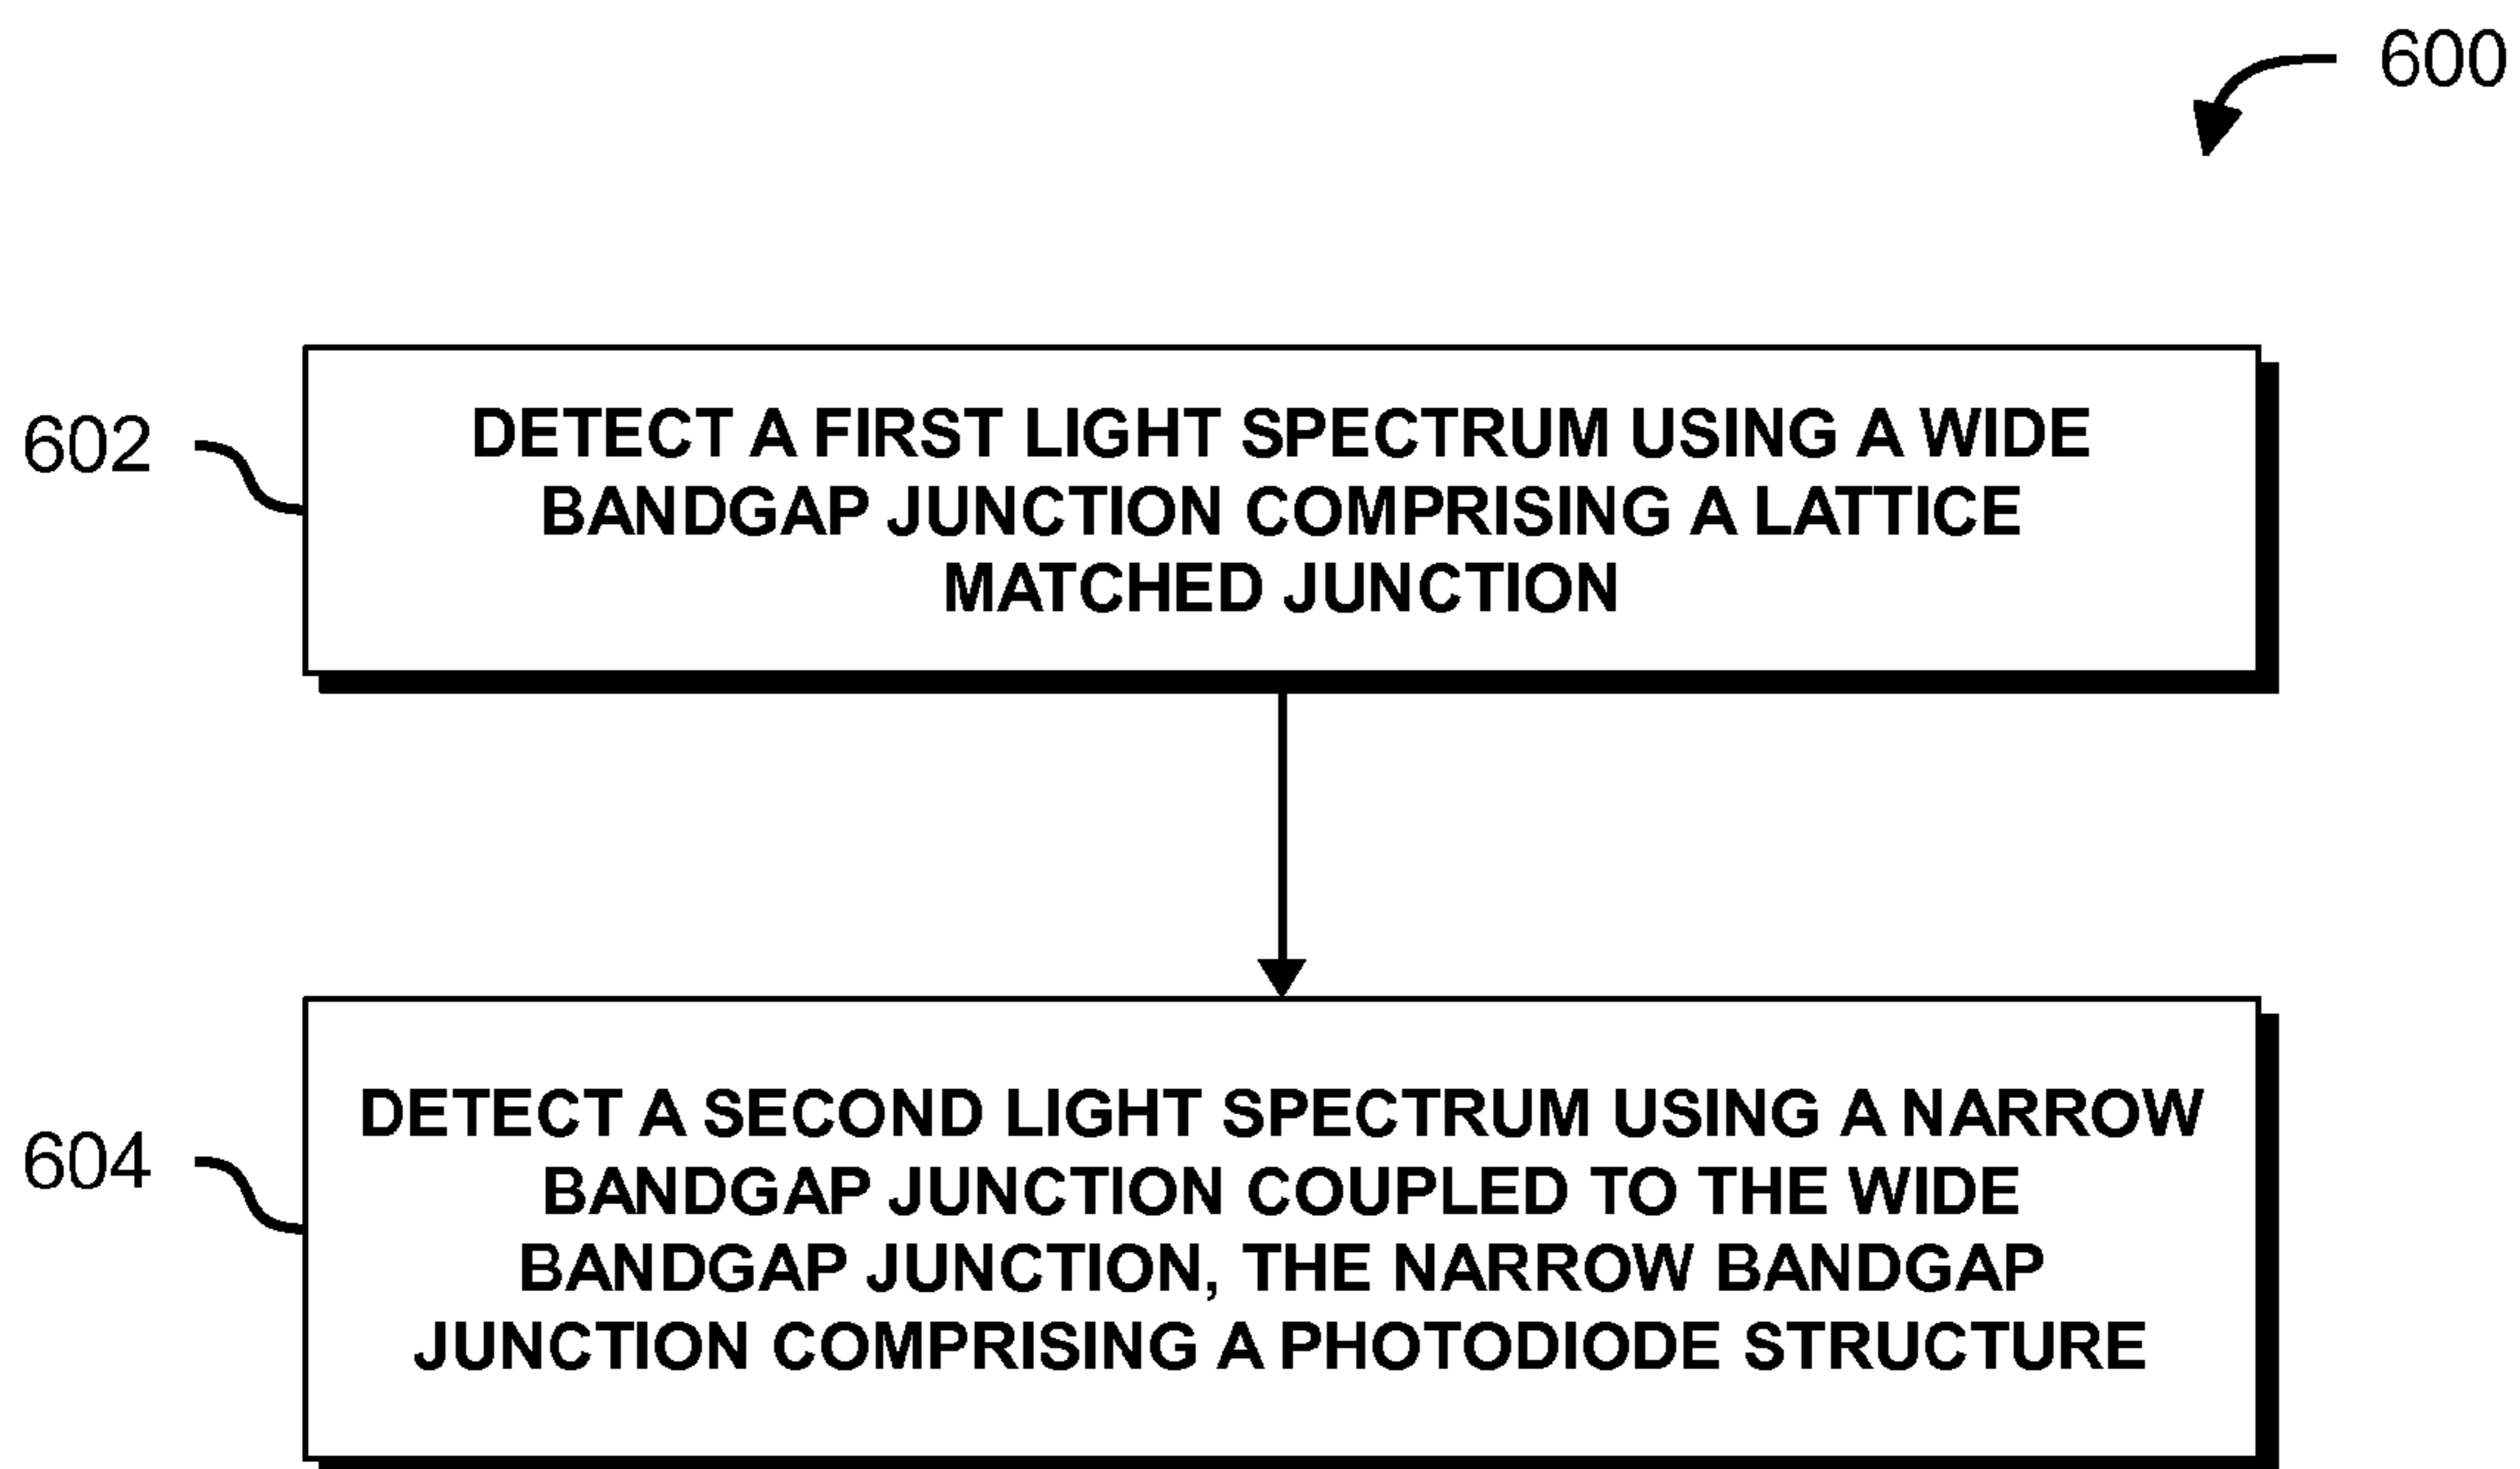 600
602
DETECT A FIRST LIGHT SPECTRUM USING A WIDE
BANDGAP JUNCTION COMPRISING A LATTICE
MATCHED JUNCTION
604
DETECT A SECOND LIGHT SPECTRUM USING A NARROW
BANDGAP JUNCTION COUPLED TO THE WIDE
BANDGAP JUNCTION, THE NARROW BANDGAP
JUNCTION COMPRISING A PHOTODIODE STRUCTURE